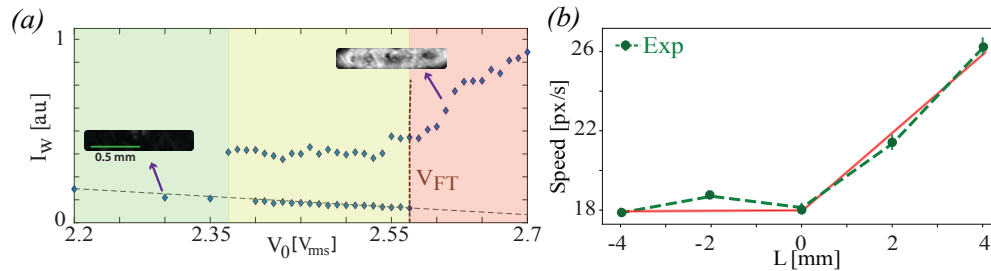 (a)
1
I_W [au]
0
0.5 mm
V_FT
2.2 2.35 2.55 2.7
V_0 [V_rms]
(b)
Exp
Speed [px/s]
26
22
18
-4 -2 0 2 4
L [mm]